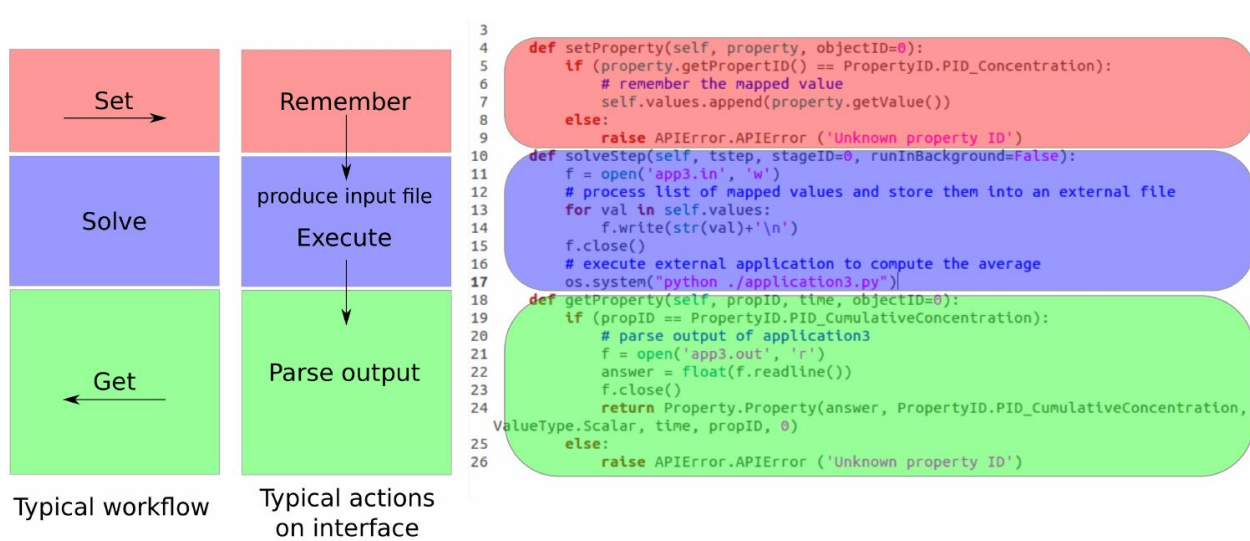 Set
Solve
Get
Typical workflow
Remember
produce input file
Execute
Parse output
Typical actions
on interface
3
4 def setProperty(self, property, objectID=0):
5 if (property.getPropertID() == PropertyID.PID_Concentration):
6 # remember the mapped value
7 self.values.append(property.getValue())
8 else:
9 raise APIError.APIError ('Unknown property ID')
10 def solveStep(self, tstep, stageID=0, runInBackground=False):
11 f = open('app3.in', 'w')
12 # process list of mapped values and store them into an external file
13 for val in self.values:
14 f.write(str(val)+'\n')
15 f.close()
16 # execute external application to compute the average
17 os.system("python ./application3.py")
18 def getProperty(self, propID, time, objectID=0):
19 if (propID == PropertyID.PID_CumulativeConcentration):
20 # parse output of application3
21 f = open('app3.out', 'r')
22 answer = float(f.readline())
23 f.close()
24 return Property.Property(answer, PropertyID.PID_CumulativeConcentration,
ValueType.Scalar, time, propID, 0)
25 else:
26 raise APIError.APIError ('Unknown property ID')